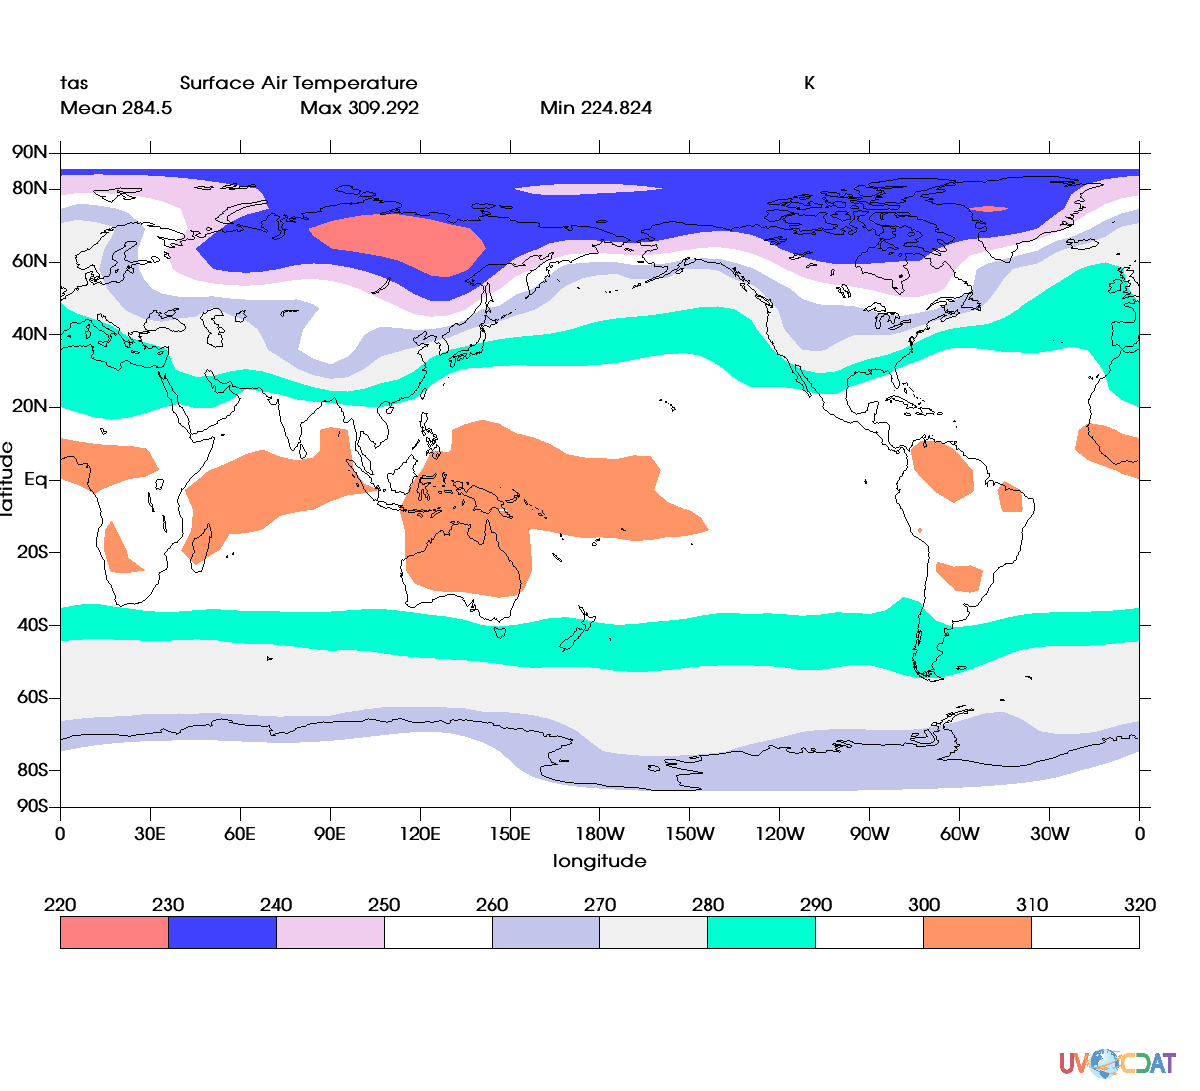 tas Surface Air Temperature K
Mean 284.5 Max 309.292 Min 224.824
90N
80N
60N
40N
20N
Eq
20S
40S
60S
80S
90S
latitude
0 30E 60E 90E 120E 150E 180W 150W 120W 90W 60W 30W 0
longitude
220 230 240 250 260 270 280 290 300 310 320
UV CDAT